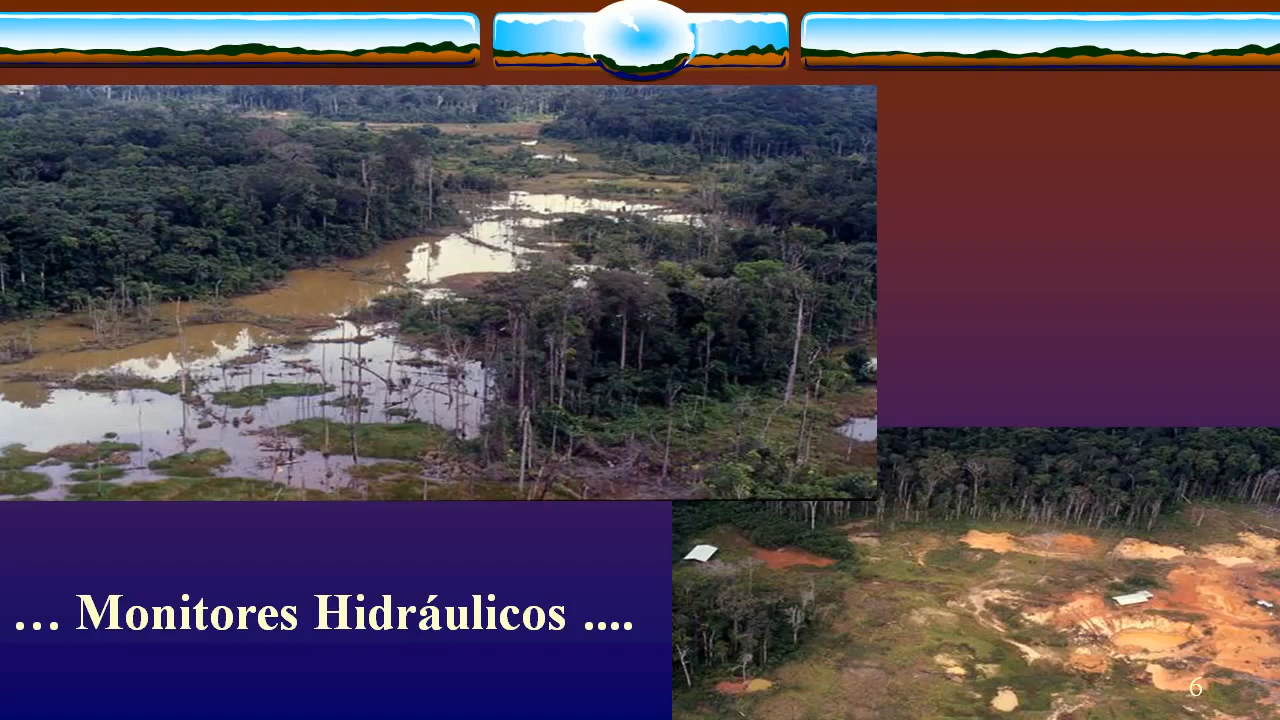 … Monitores Hidráulicos ....
6